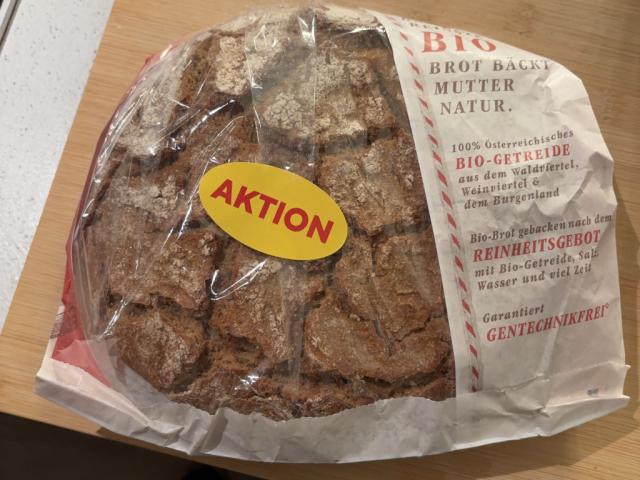 BIO
BROT BÄCKT
MUTTER
NATUR.
100% Österreichisches
BIO-GETREIDE
aus dem Waldviertel,
Weinviertel &
dem Burgenland
Bio-Brot gebacken nach dem
REINHEITSGEBOT
mit Bio-Getreide, Salz,
Wasser und viel Zeit
Garantiert
GENTECHNIKFREI
AKTION